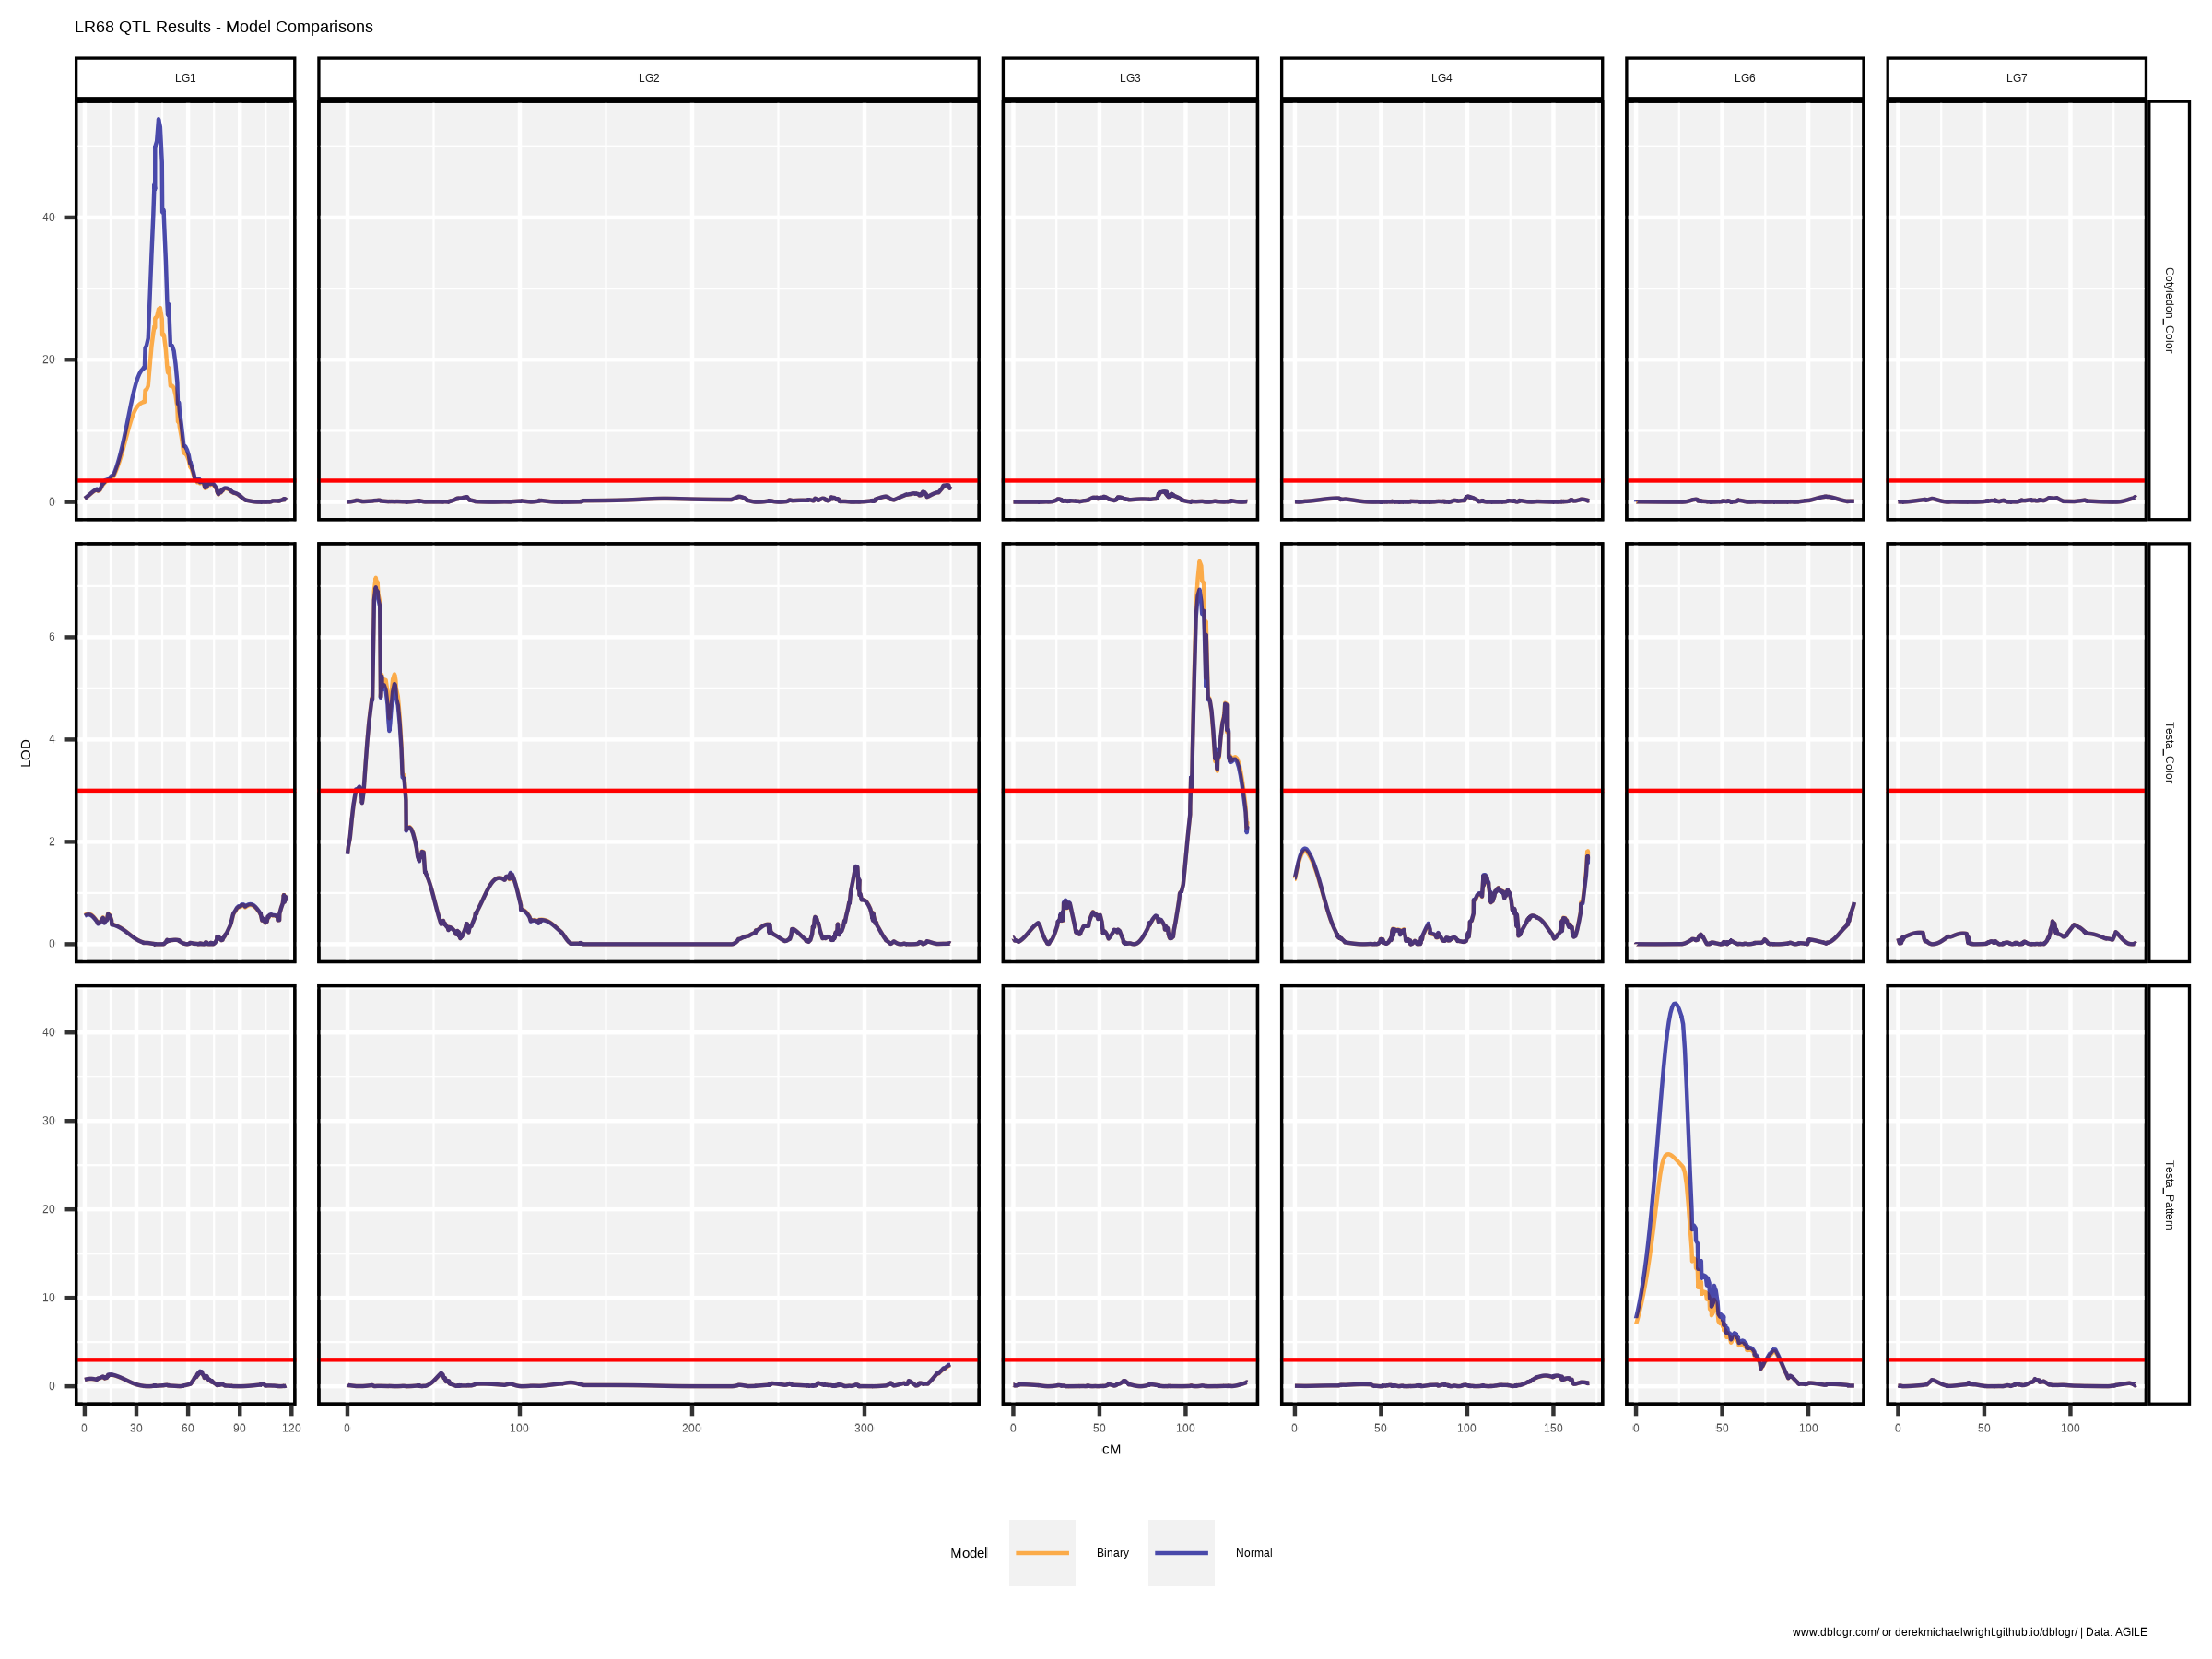 LR68 QTL Results - Model Comparisons
LG1 LG2 LG3 LG4 LG6 LG7
40
20
0
Cotyledon_Color
LOD
6
4
2
0
Testa_Color
40
30
20
10
0
Testa_Pattern
0 30 60 90 120 0 100 200 300 0 50 100 0 50 100 150 0 50 100 0 50 100
cM
Model Binary Normal
www.dblogr.com/ or derekmichaelwright.github.io/dblogr/ | Data: AGILE